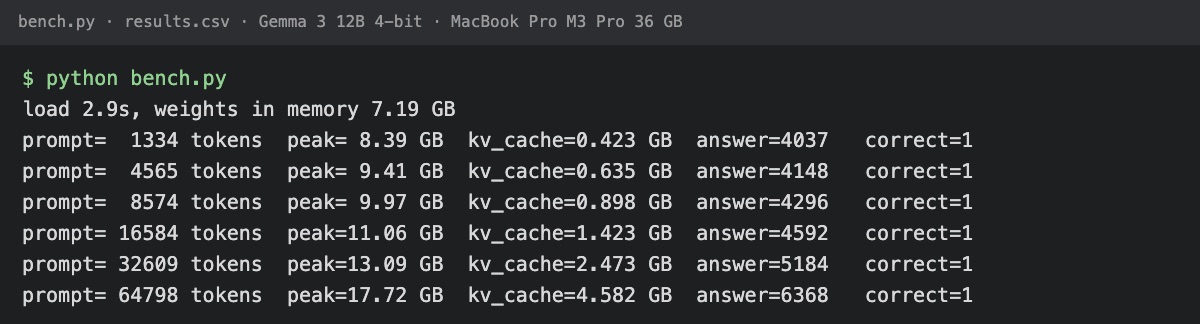 bench.py · results.csv · Gemma 3 12B 4-bit · MacBook Pro M3 Pro 36 GB
$ python bench.py
load 2.9s, weights in memory 7.19 GB
prompt=  1334 tokens  peak= 8.39 GB  kv_cache=0.423 GB  answer=4037   correct=1
prompt=  4565 tokens  peak= 9.41 GB  kv_cache=0.635 GB  answer=4148   correct=1
prompt=  8574 tokens  peak= 9.97 GB  kv_cache=0.898 GB  answer=4296   correct=1
prompt= 16584 tokens  peak=11.06 GB  kv_cache=1.423 GB  answer=4592   correct=1
prompt= 32609 tokens  peak=13.09 GB  kv_cache=2.473 GB  answer=5184   correct=1
prompt= 64798 tokens  peak=17.72 GB  kv_cache=4.582 GB  answer=6368   correct=1